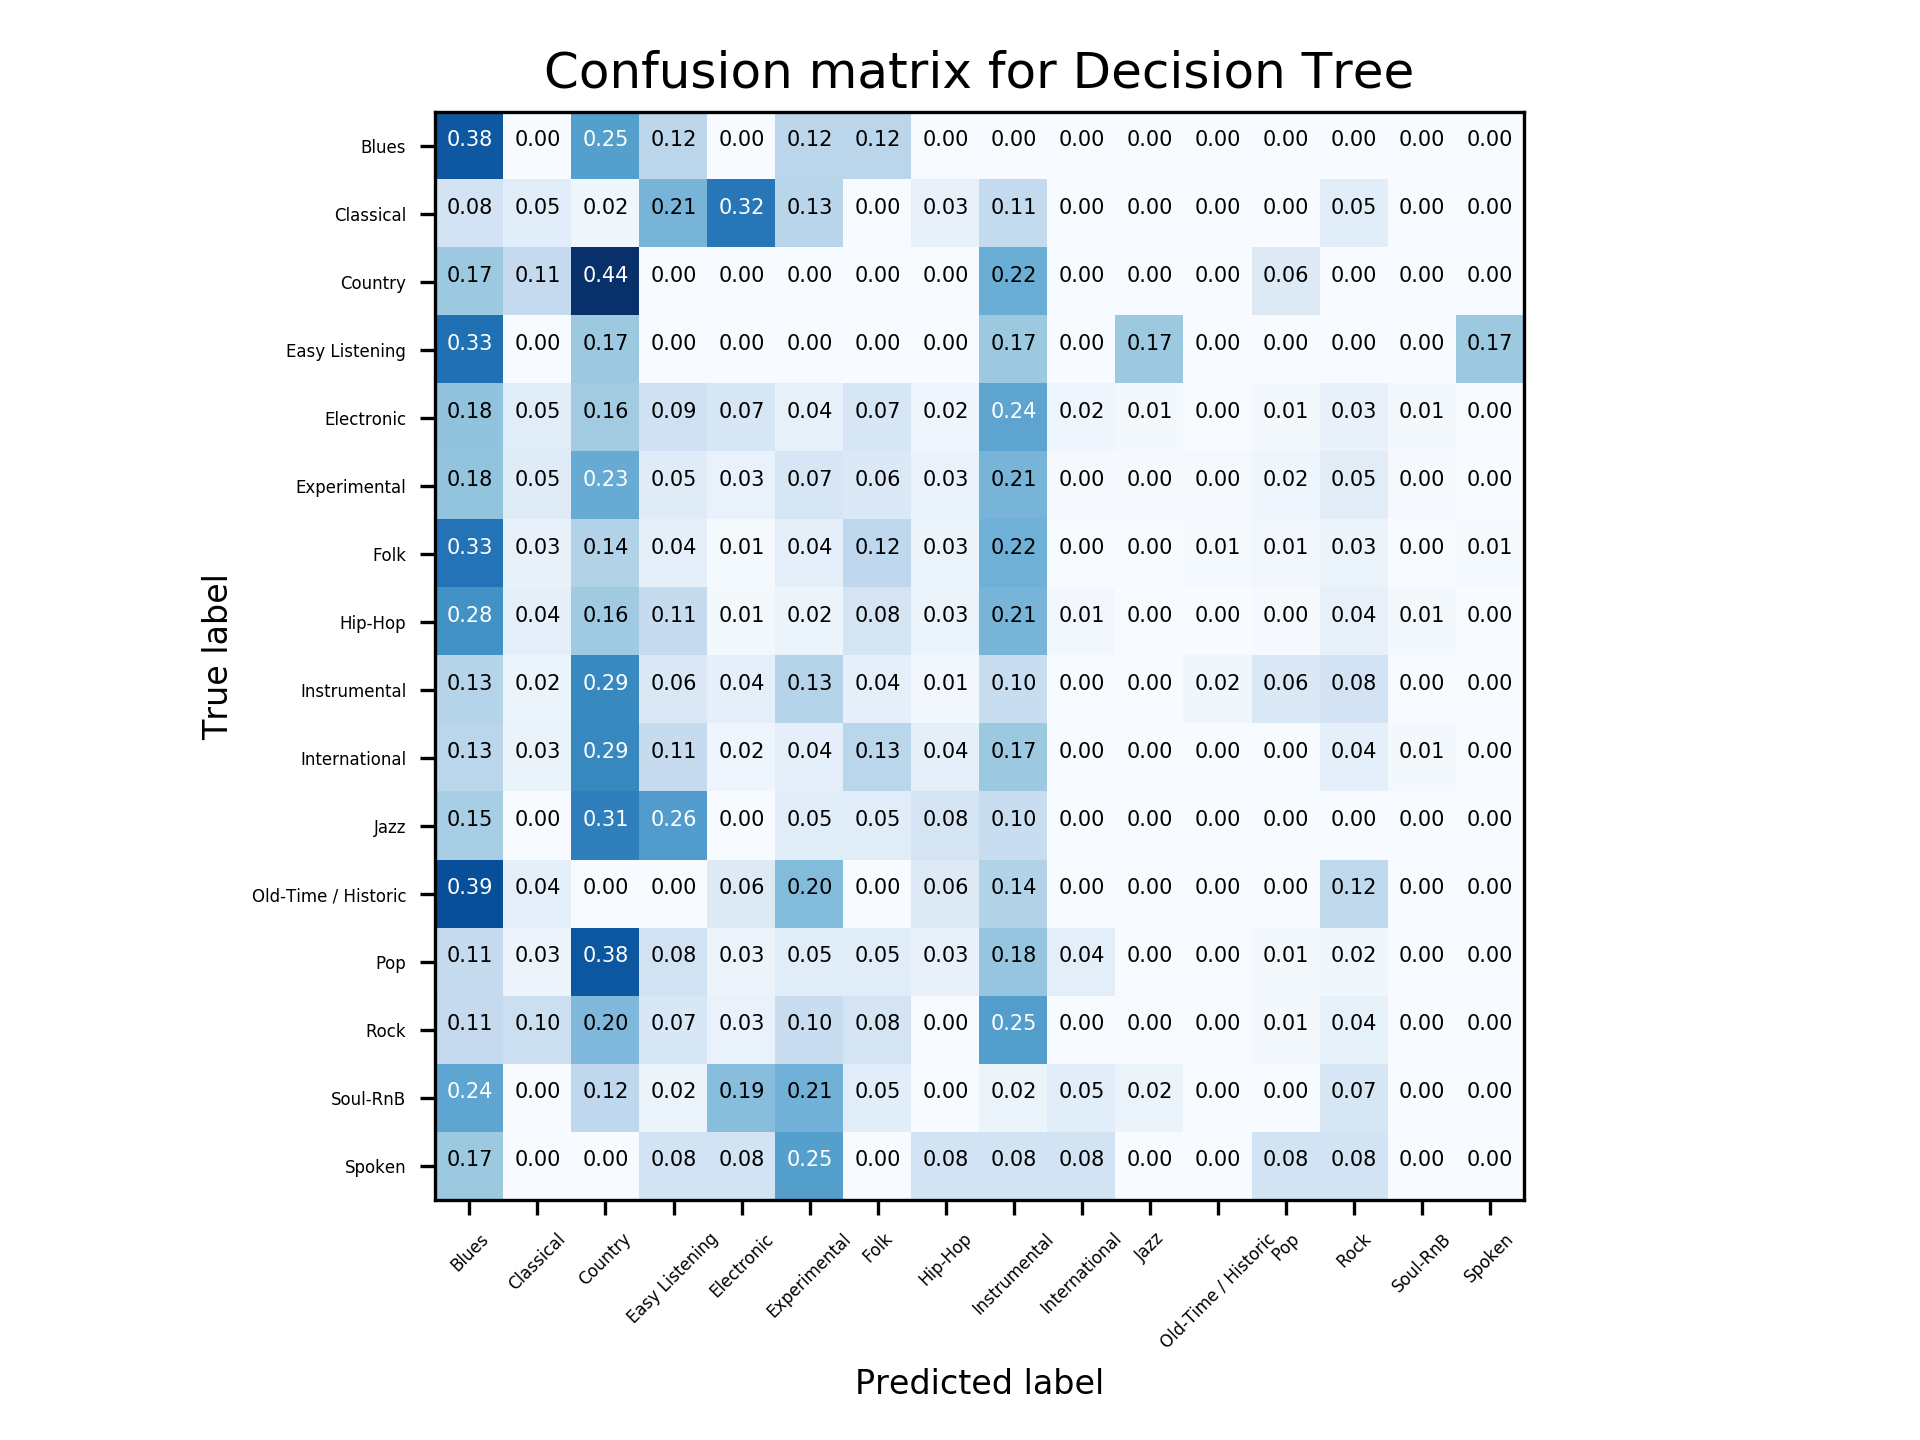 Confusion matrix for Decision Tree
True label
Blues 0.38 0.00 0.25 0.12 0.00 0.12 0.12 0.00 0.00 0.00 0.00 0.00 0.00 0.00 0.00 0.00
Classical 0.08 0.05 0.02 0.21 0.32 0.13 0.00 0.03 0.11 0.00 0.00 0.00 0.00 0.05 0.00 0.00
Country 0.17 0.11 0.44 0.00 0.00 0.00 0.00 0.00 0.22 0.00 0.00 0.00 0.06 0.00 0.00 0.00
Easy Listening 0.33 0.00 0.17 0.00 0.00 0.00 0.00 0.00 0.17 0.00 0.17 0.00 0.00 0.00 0.00 0.17
Electronic 0.18 0.05 0.16 0.09 0.07 0.04 0.07 0.02 0.24 0.02 0.01 0.00 0.01 0.03 0.01 0.00
Experimental 0.18 0.05 0.23 0.05 0.03 0.07 0.06 0.03 0.21 0.00 0.00 0.00 0.02 0.05 0.00 0.00
Folk 0.33 0.03 0.14 0.04 0.01 0.04 0.12 0.03 0.22 0.00 0.00 0.01 0.01 0.03 0.00 0.01
Hip-Hop 0.28 0.04 0.16 0.11 0.01 0.02 0.08 0.03 0.21 0.01 0.00 0.00 0.00 0.04 0.01 0.00
Instrumental 0.13 0.02 0.29 0.06 0.04 0.13 0.04 0.01 0.10 0.00 0.00 0.02 0.06 0.08 0.00 0.00
International 0.13 0.03 0.29 0.11 0.02 0.04 0.13 0.04 0.17 0.00 0.00 0.00 0.00 0.04 0.01 0.00
Jazz 0.15 0.00 0.31 0.26 0.00 0.05 0.05 0.08 0.10 0.00 0.00 0.00 0.00 0.00 0.00 0.00
Old-Time / Historic 0.39 0.04 0.00 0.00 0.06 0.20 0.00 0.06 0.14 0.00 0.00 0.00 0.00 0.12 0.00 0.00
Pop 0.11 0.03 0.38 0.08 0.03 0.05 0.05 0.03 0.18 0.04 0.00 0.00 0.01 0.02 0.00 0.00
Rock 0.11 0.10 0.20 0.07 0.03 0.10 0.08 0.00 0.25 0.00 0.00 0.00 0.01 0.04 0.00 0.00
Soul-RnB 0.24 0.00 0.12 0.02 0.19 0.21 0.05 0.00 0.02 0.05 0.02 0.00 0.00 0.07 0.00 0.00
Spoken 0.17 0.00 0.00 0.08 0.08 0.25 0.00 0.08 0.08 0.08 0.00 0.00 0.08 0.08 0.00 0.00
Blues Classical Country Easy Listening Electronic Experimental Folk Hip-Hop Instrumental International Jazz Old-Time / Historic Pop Rock Soul-RnB Spoken
Predicted label